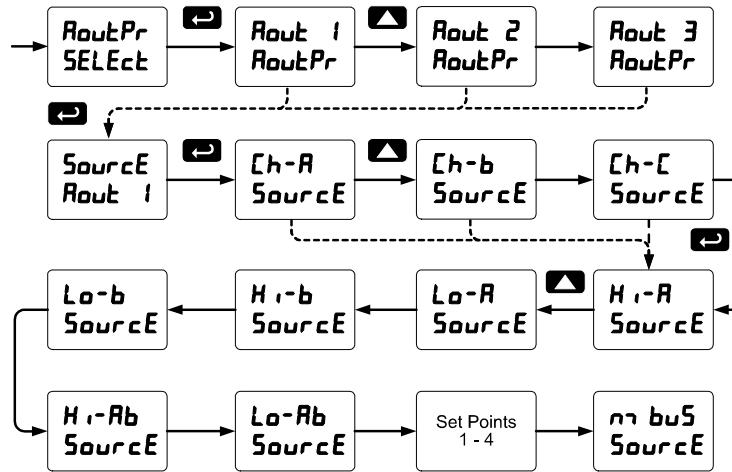 AoutPr
SELEct
Aout 1
AoutPr
Aout 2
AoutPr
Aout 3
AoutPr
SourcE
Aout 1
Ch-A
SourcE
Ch-b
SourcE
Ch-C
SourcE
Lo-b
SourcE
Hi-b
SourcE
Lo-A
SourcE
Hi-A
SourcE
Hi-Ab
SourcE
Lo-Ab
SourcE
Set Points
1 - 4
m buS
SourcE